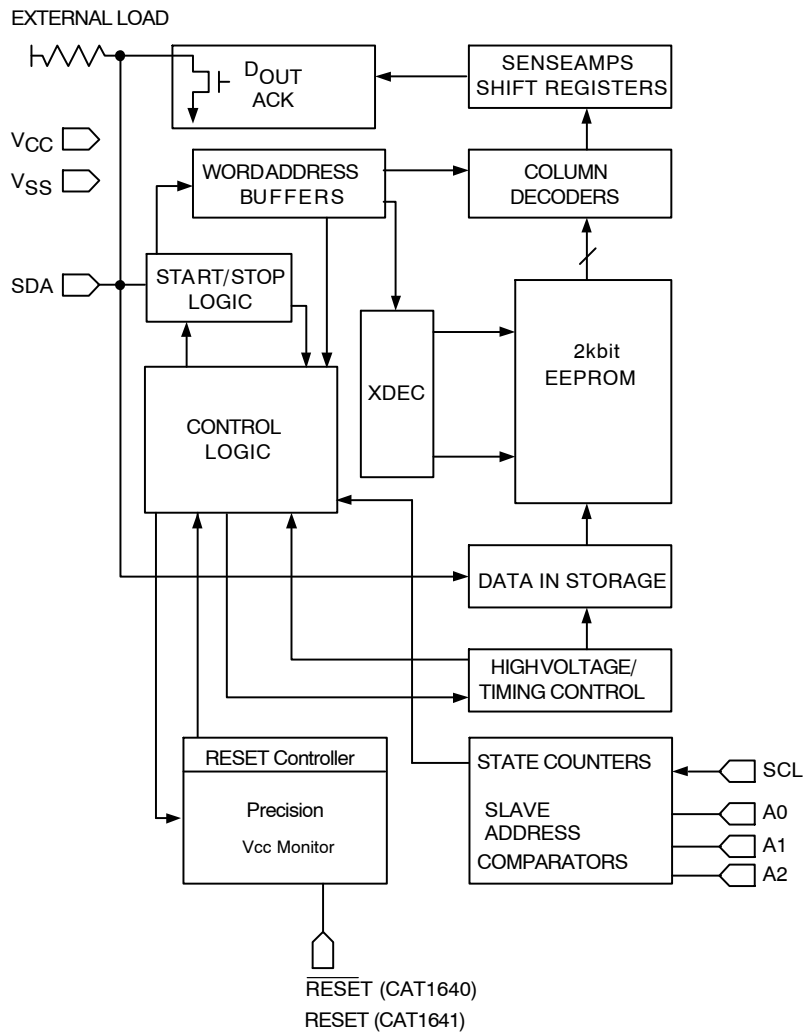 EXTERNAL LOAD
DOUT
ACK
SENSEAMPS
SHIFT REGISTERS
VCC
VSS
WORDADDRESS
BUFFERS
COLUMN
DECODERS
SDA
START/STOP
LOGIC
2kbit
EEPROM
XDEC
CONTROL
LOGIC
DATA IN STORAGE
HIGHVOLTAGE/
TIMING CONTROL
RESET Controller
Precision
Vcc Monitor
STATE COUNTERS
SLAVE
ADDRESS
COMPARATORS
SCL
A0
A1
A2
RESET (CAT1640)
RESET (CAT1641)